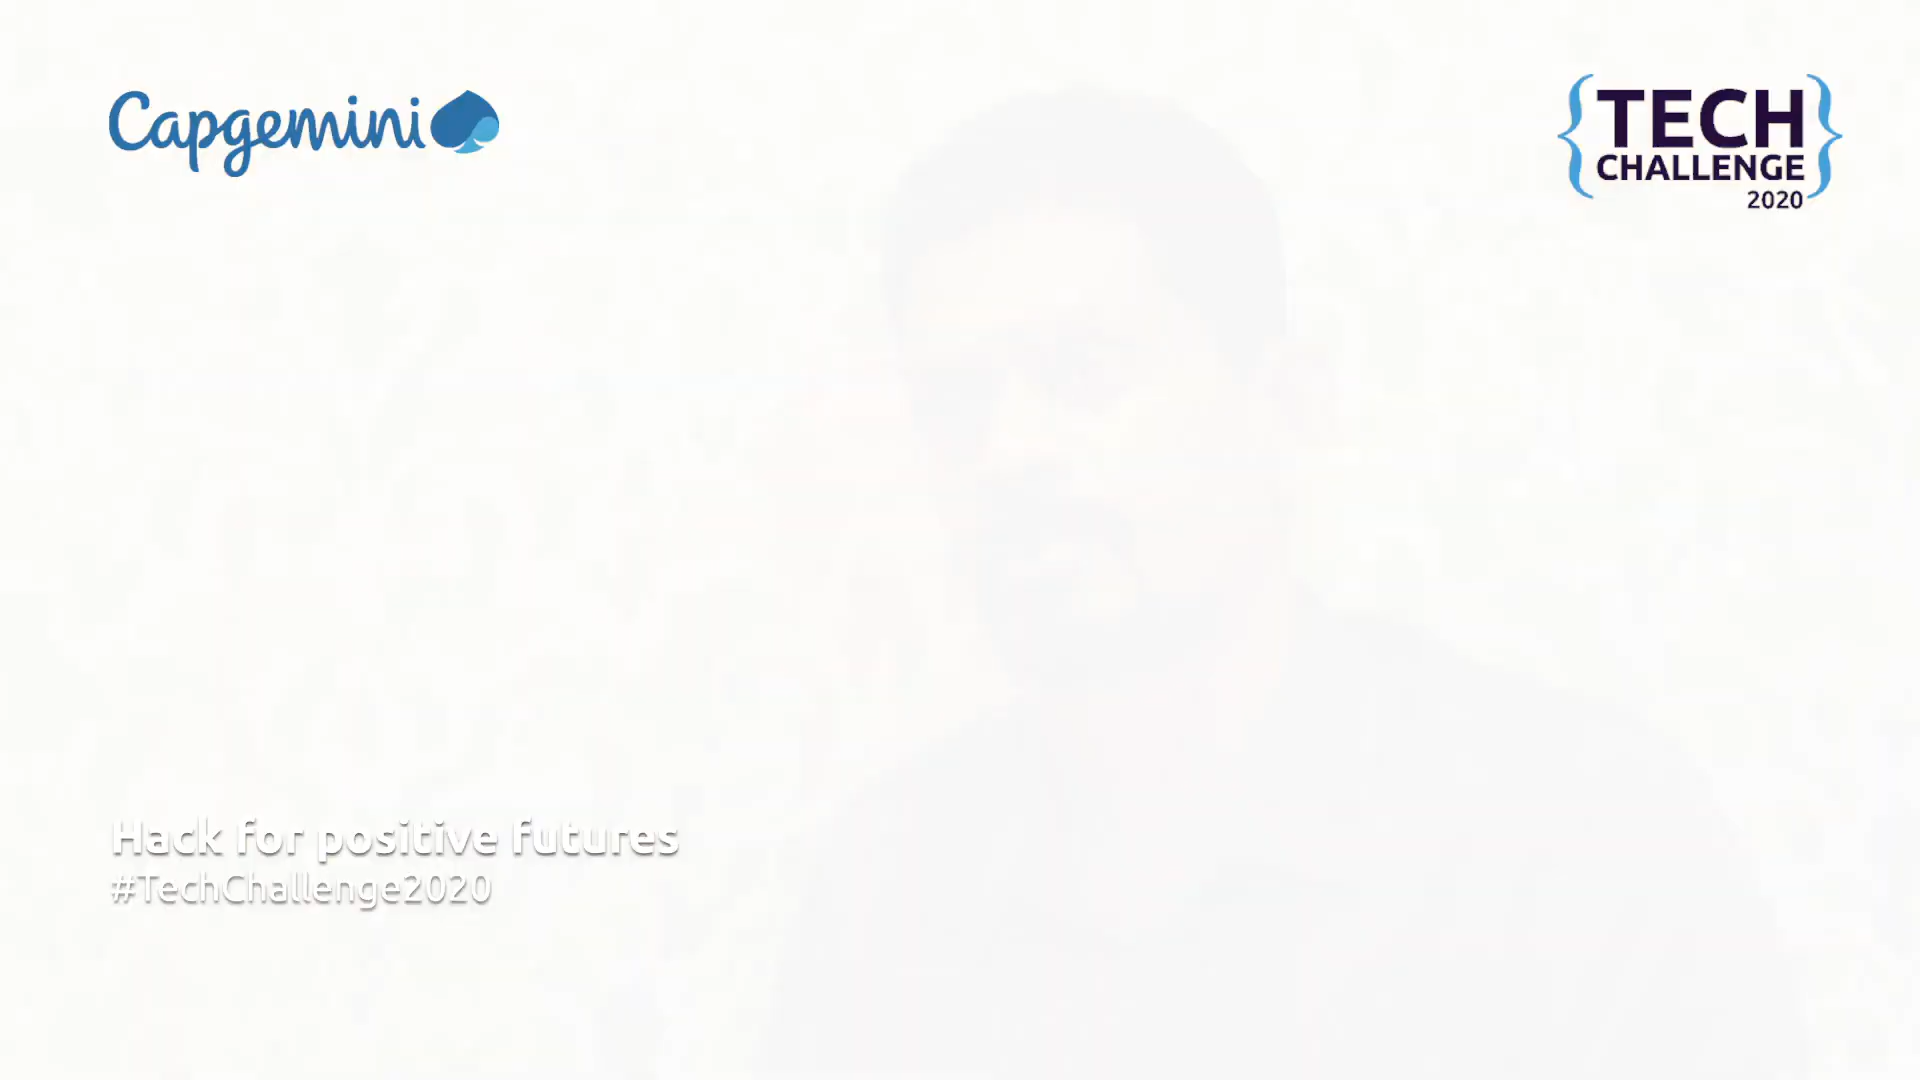 Capgemini
TECH
CHALLENGE
2020
Hack for positive futures
#TechChallenge2020